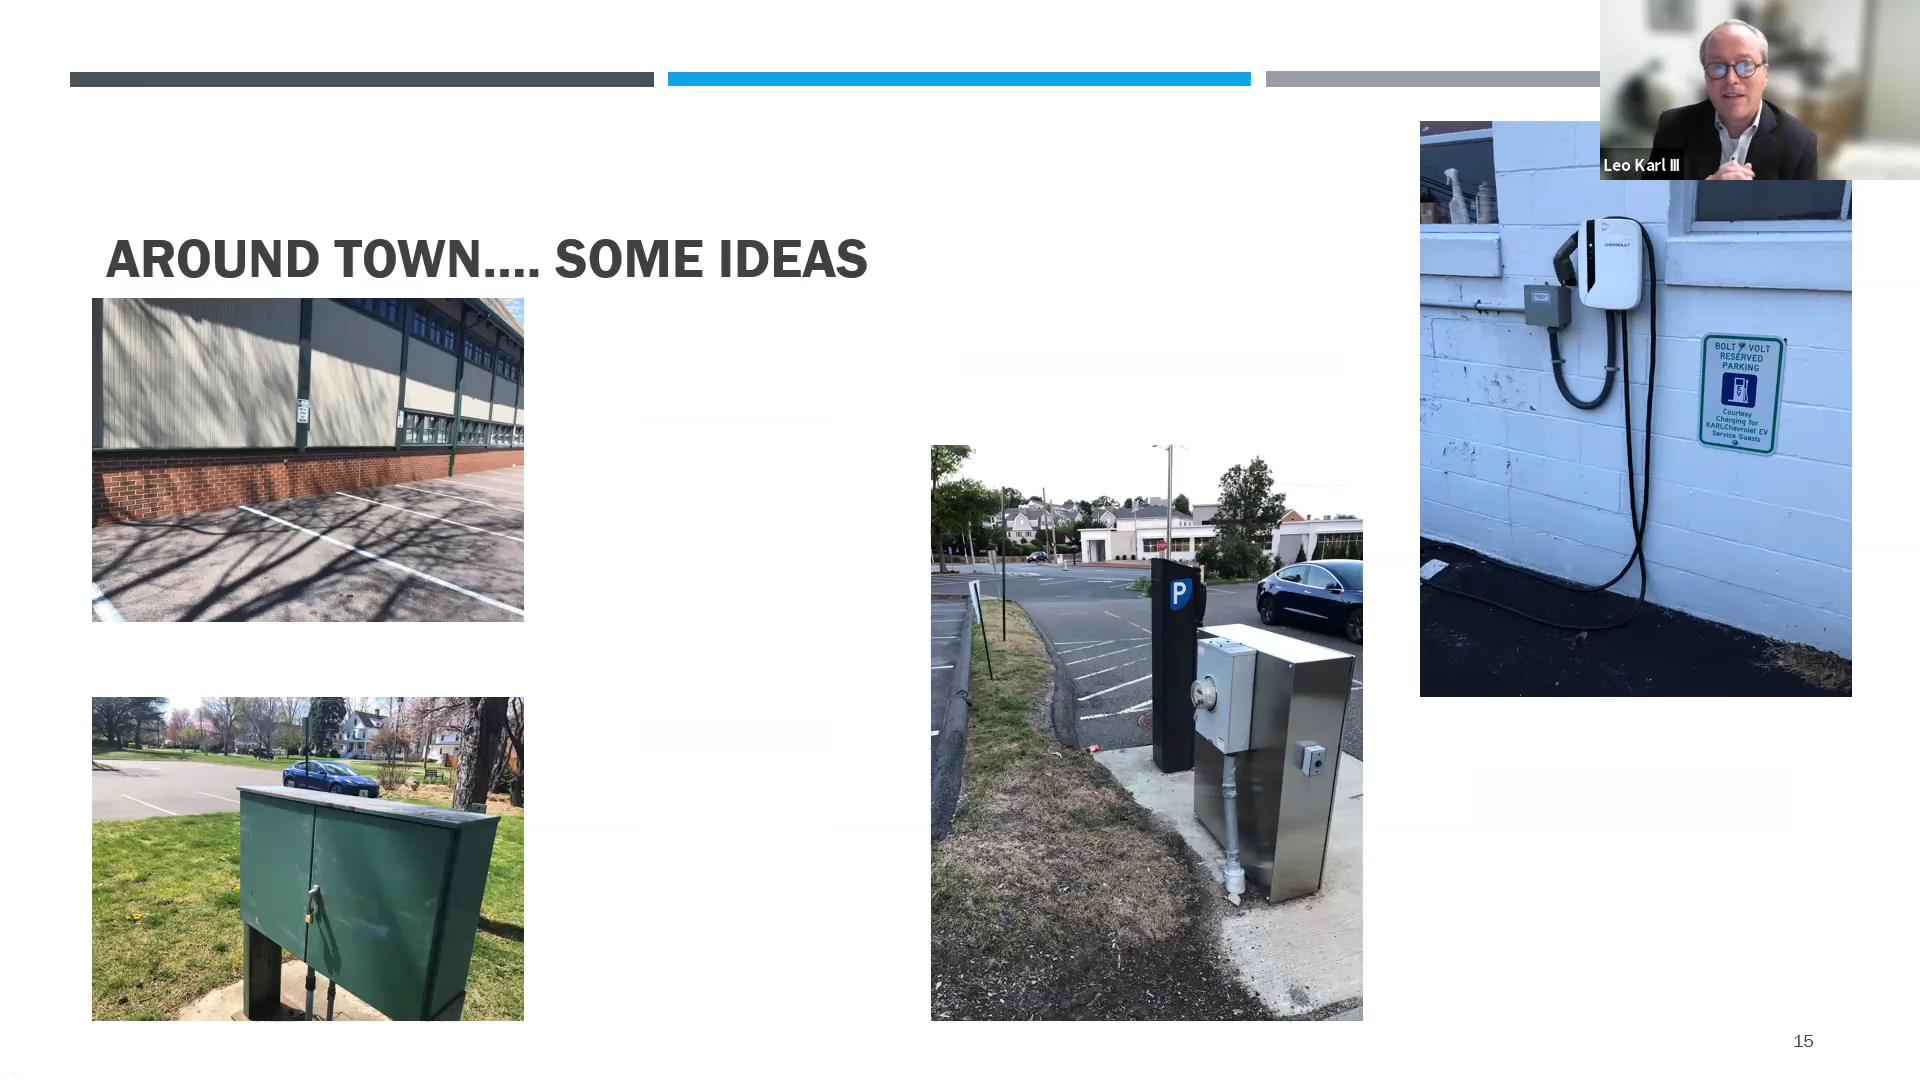 Leo Karl III
AROUND TOWN.... SOME IDEAS
CHEVROLET
BOLT VOLT
RESERVED
PARKING
Courtesy
Charging for
KARLChevrolet EV
Service Guests
P
15